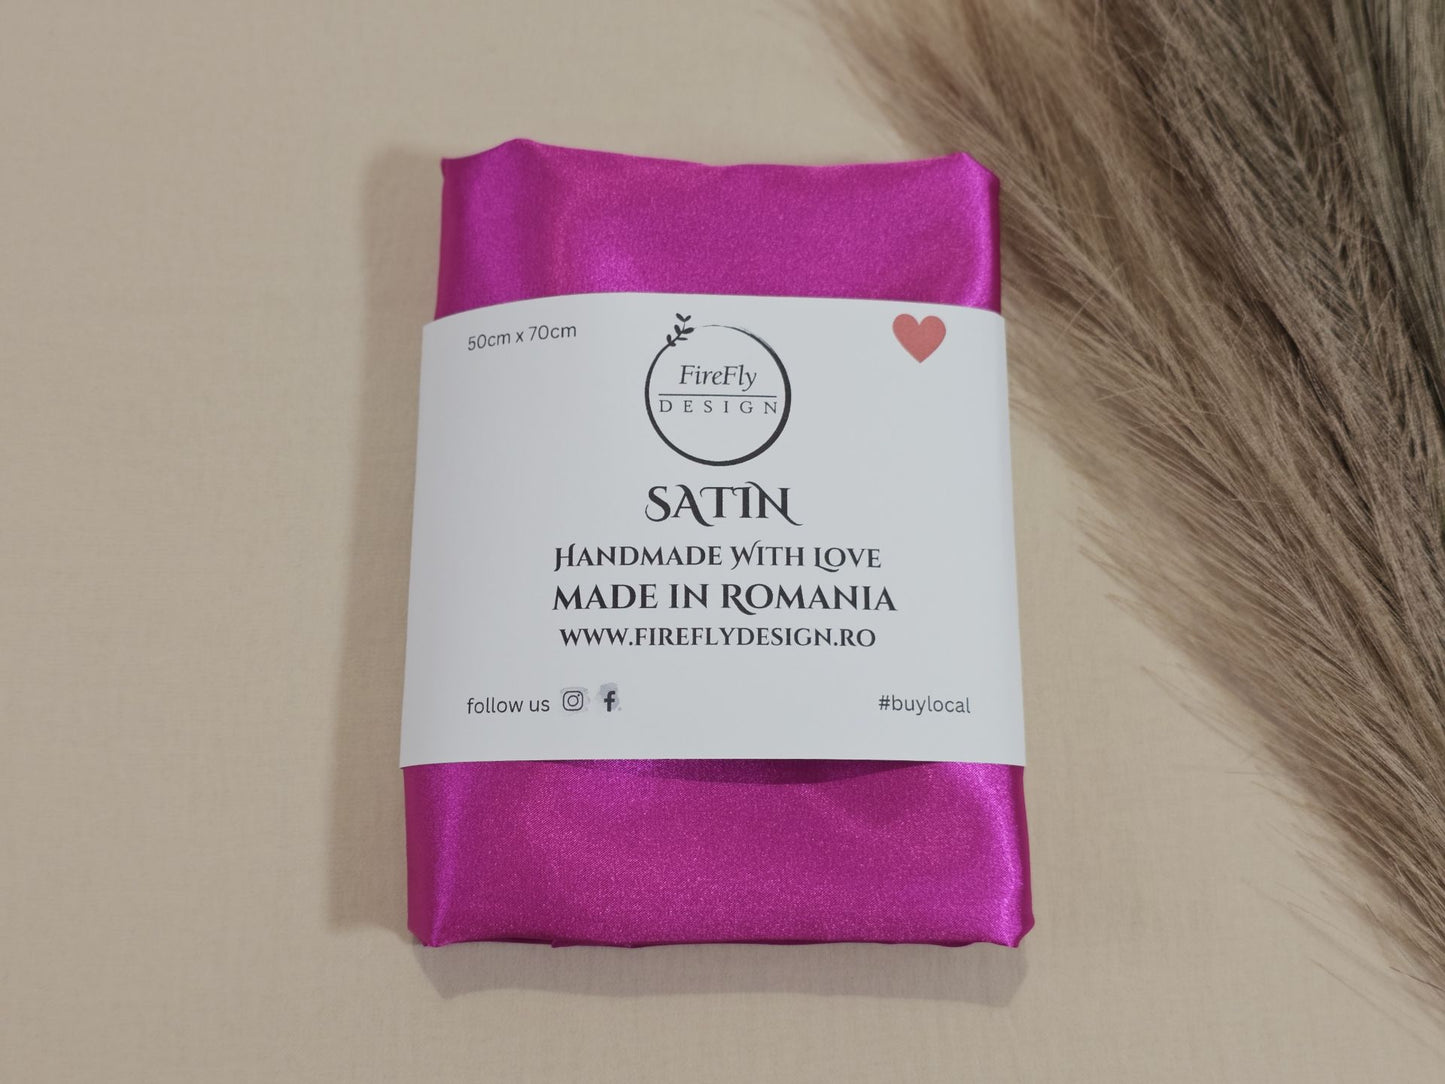 50cm x 70cm
FireFly
DESIGN
SATIN
HANDMADE WITH LOVE
MADE IN ROMANIA
WWW.FIREFLYDESIGN.RO
follow us
#buylocal